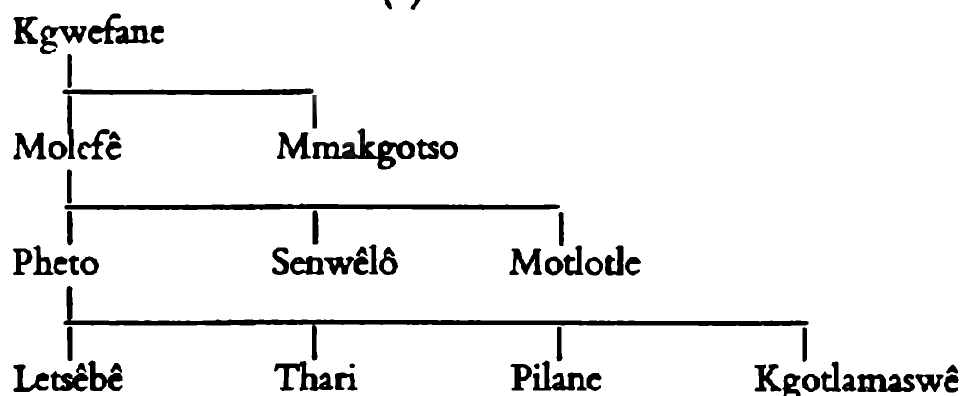 Kgwefane
Molefê Mmakgotso
Pheto Senwêlô Motlotle
Letsêbê Thari Pilane Kgotlamaswê